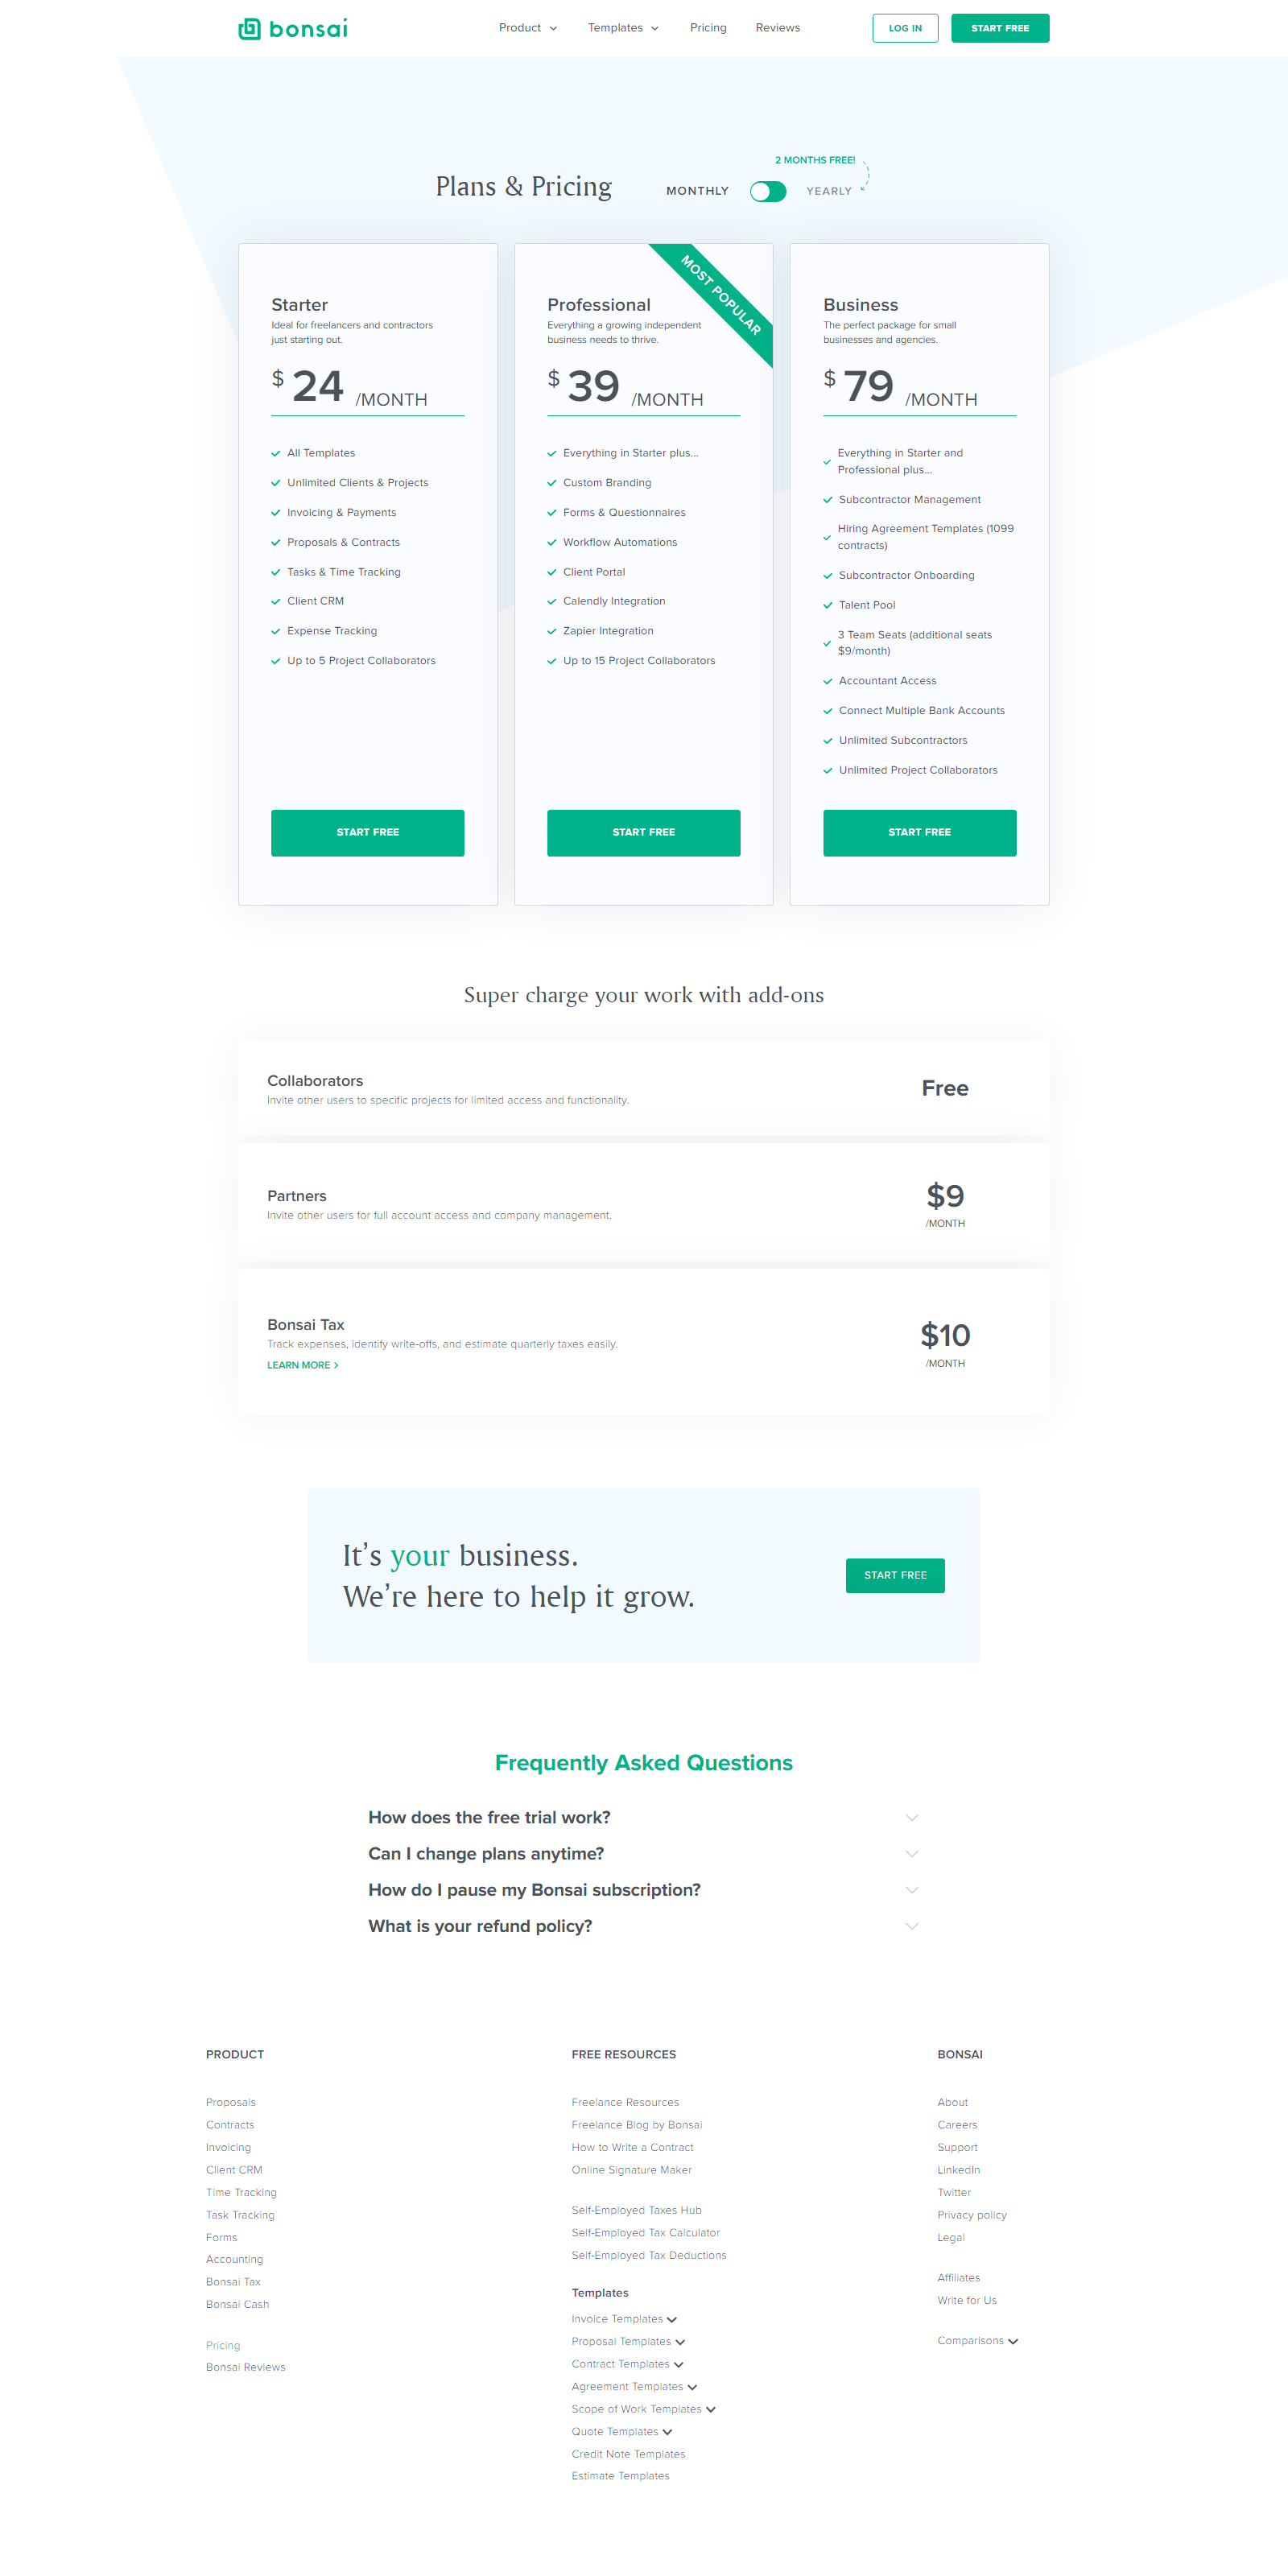 bonsai
Product
Templates
Pricing
Reviews
LOG IN
START FREE
2 MONTHS FREE!
Plans & Pricing
MONTHLY
YEARLY
MOST POPULAR
Starter
Ideal for freelancers and contractors
just starting out.
$ 24 /MONTH
All Templates
Unlimited Clients & Projects
Invoicing & Payments
Proposals & Contracts
Tasks & Time Tracking
Client CRM
Expense Tracking
Up to 5 Project Collaborators
START FREE
Professional
Everything a growing independent
business needs to thrive.
$ 39 /MONTH
Everything in Starter plus...
Custom Branding
Forms & Questionnaires
Workflow Automations
Client Portal
Calendly Integration
Zapier Integration
Up to 15 Project Collaborators
START FREE
Business
The perfect package for small
businesses and agencies.
$ 79 /MONTH
Everything in Starter and
Professional plus...
Subcontractor Management
Hiring Agreement Templates (1099
contracts)
Subcontractor Onboarding
Talent Pool
3 Team Seats (additional seats
$9/month)
Accountant Access
Connect Multiple Bank Accounts
Unlimited Subcontractors
Unlimited Project Collaborators
START FREE
Super charge your work with add-ons
Collaborators
Invite other users to specific projects for limited access and functionality.
Free
Partners
Invite other users for full account access and company management.
$9
/MONTH
Bonsai Tax
Track expenses, identify write-offs, and estimate quarterly taxes easily.
LEARN MORE >
$10
/MONTH
It's your business.
We're here to help it grow.
START FREE
Frequently Asked Questions
How does the free trial work?
Can I change plans anytime?
How do I pause my Bonsai subscription?
What is your refund policy?
PRODUCT
Proposals
Contracts
Invoicing
Client CRM
Time Tracking
Task Tracking
Forms
Accounting
Bonsai Tax
Bonsai Cash
Pricing
Bonsai Reviews
FREE RESOURCES
Freelance Resources
Freelance Blog by Bonsai
How to Write a Contract
Online Signature Maker
Self-Employed Taxes Hub
Self-Employed Tax Calculator
Self-Employed Tax Deductions
Templates
Invoice Templates
Proposal Templates
Contract Templates
Agreement Templates
Scope of Work Templates
Quote Templates
Credit Note Templates
Estimate Templates
BONSAI
About
Careers
Support
LinkedIn
Twitter
Privacy policy
Legal
Affiliates
Write for Us
Comparisons